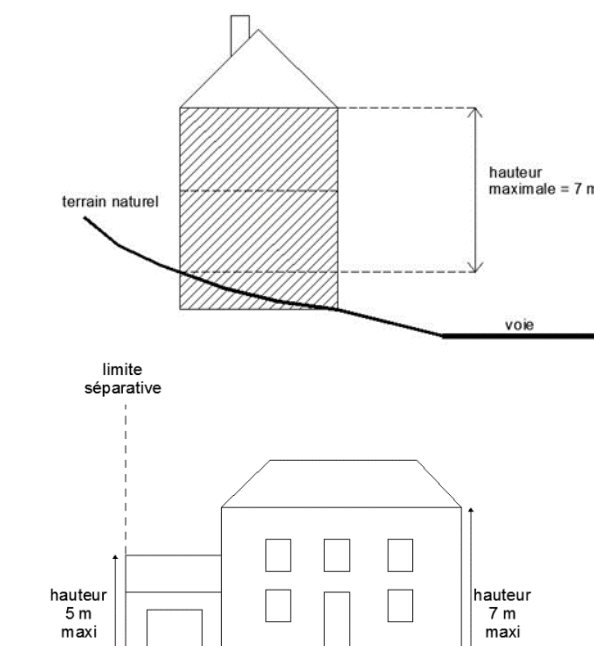 hauteur
maximale = 7 m
terrain naturel
voie
limite
séparative
hauteur
5 m
maxi
hauteur
7 m
maxi